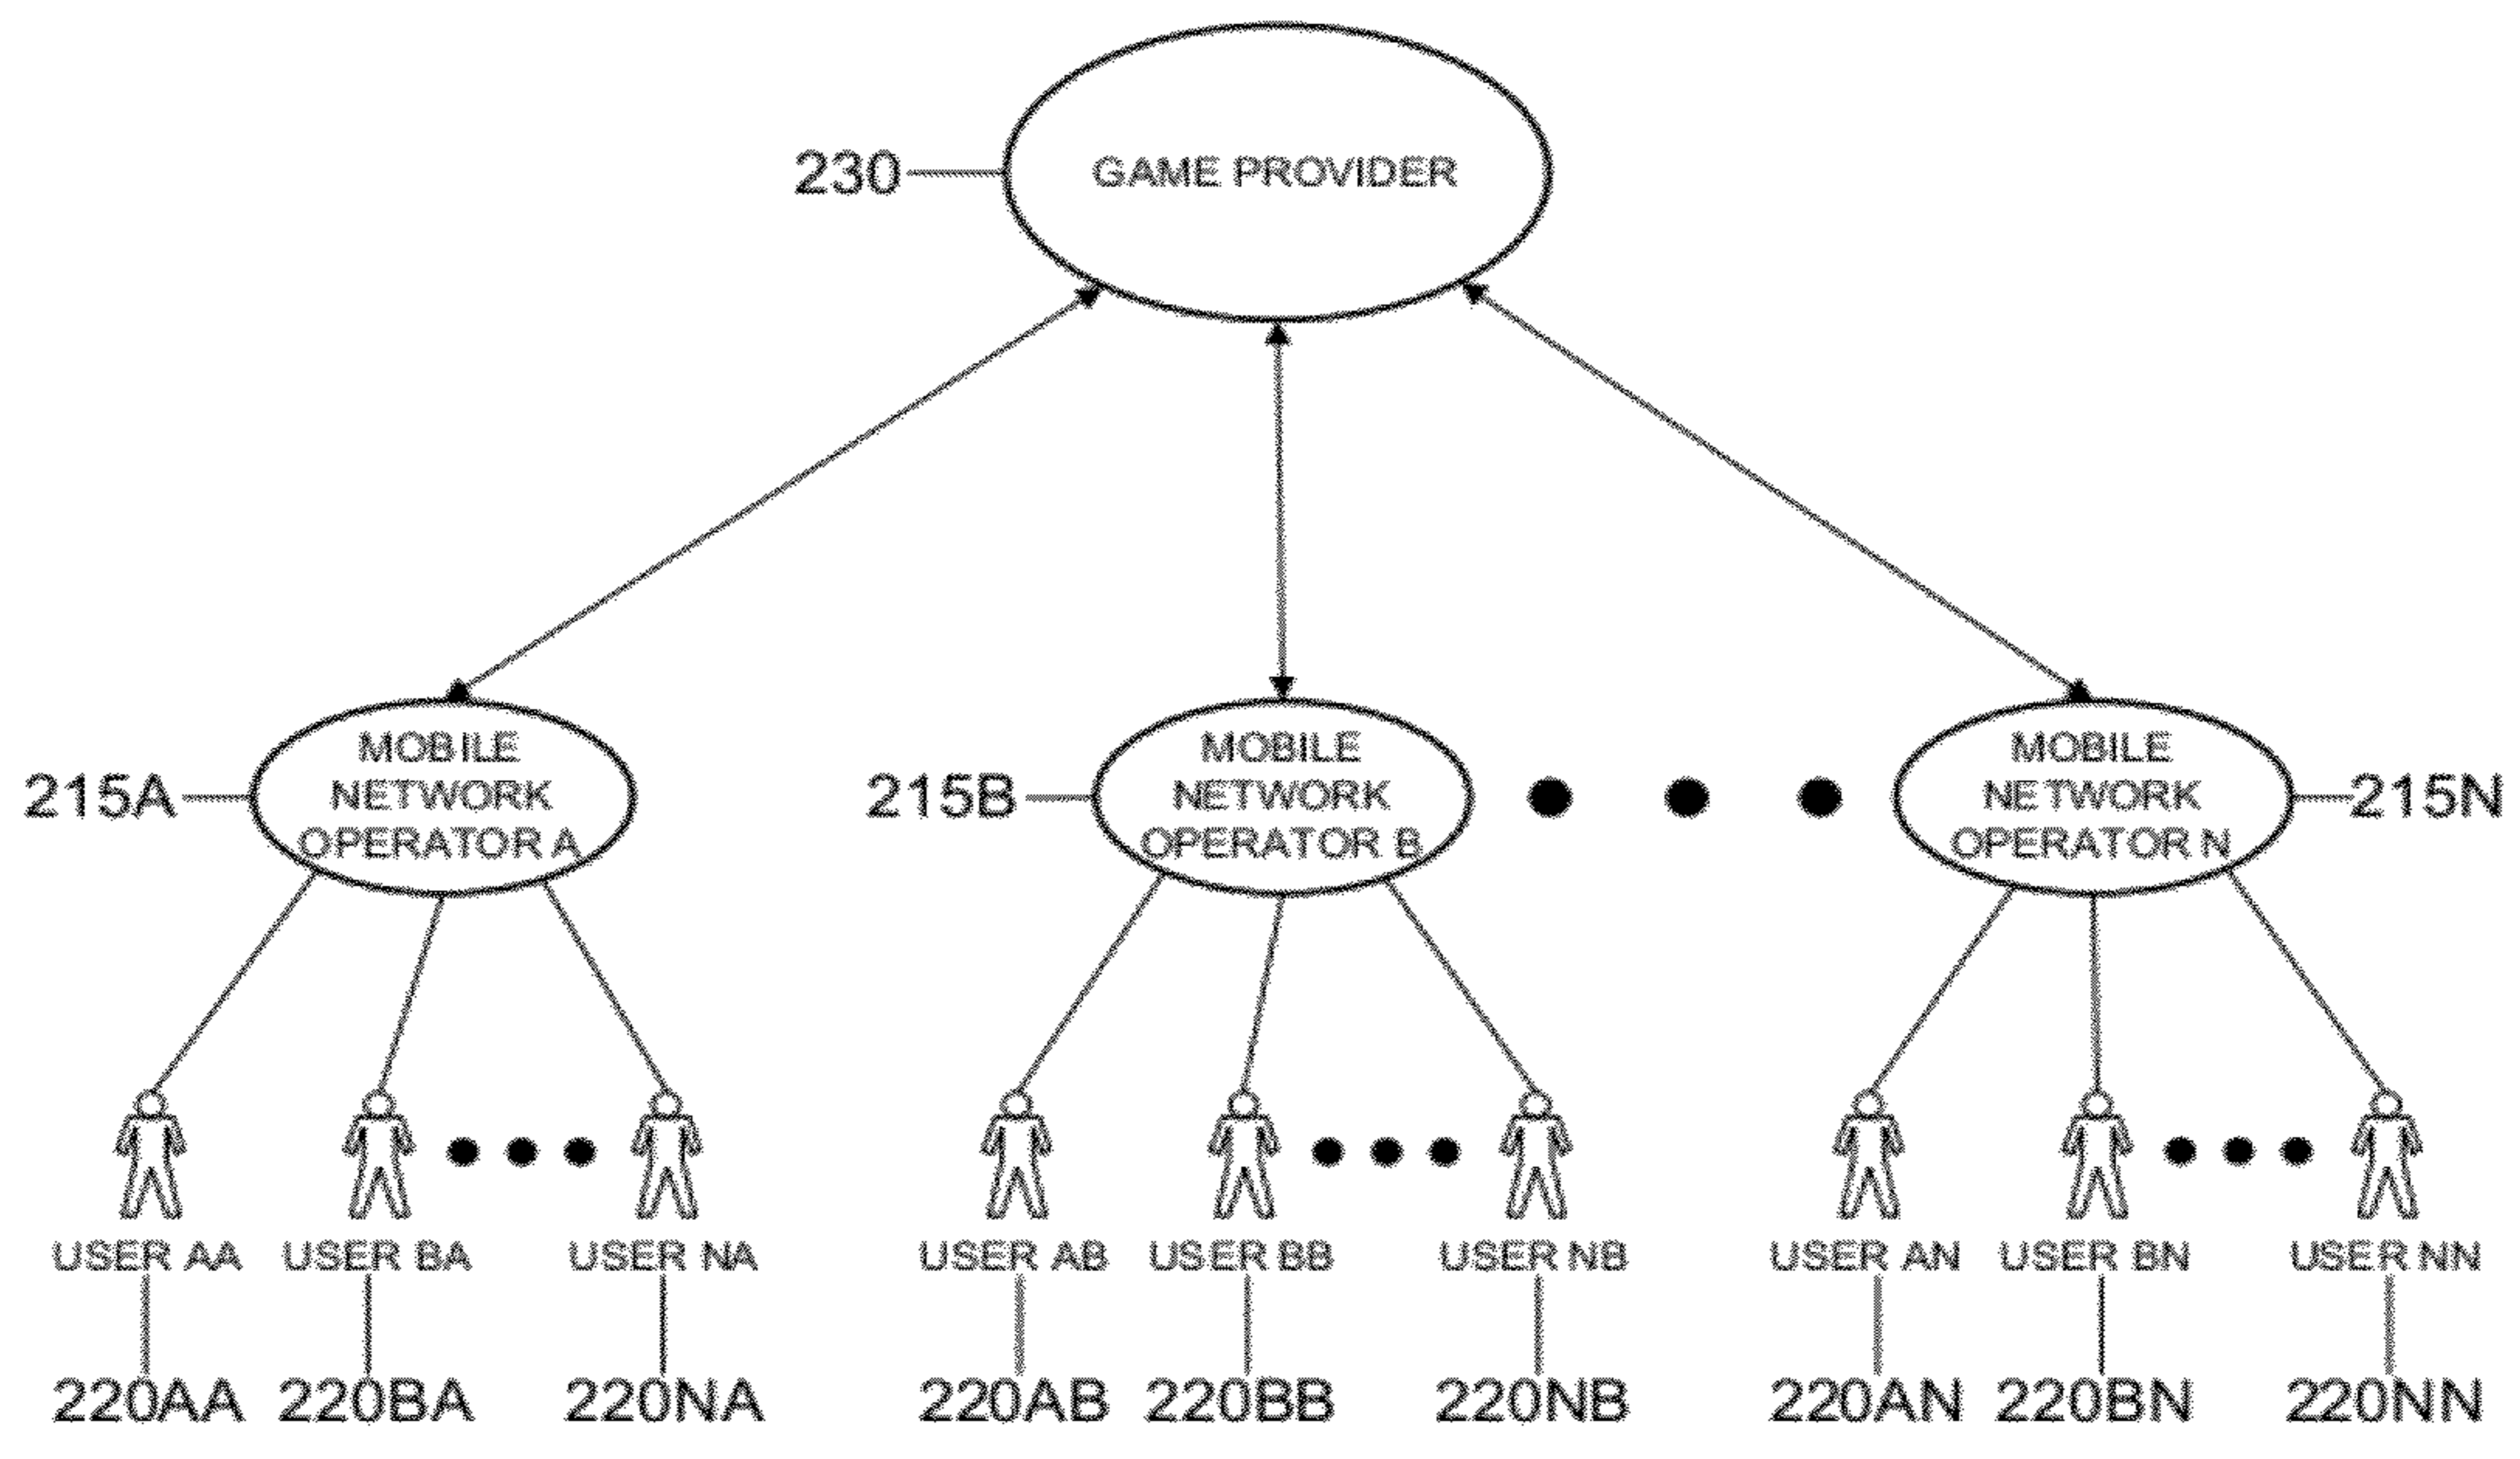 230
GAME PROVIDER
215A
MOBILE
NETWORK
OPERATOR A
215B
MOBILE
NETWORK
OPERATOR B
MOBILE
NETWORK
OPERATOR N
215N
USER AA
USER BA
USER NA
USER AB
USER BB
USER NB
USER AN
USER BN
USER NN
220AA
220BA
220NA
220AB
220BB
220NB
220AN
220BN
220NN